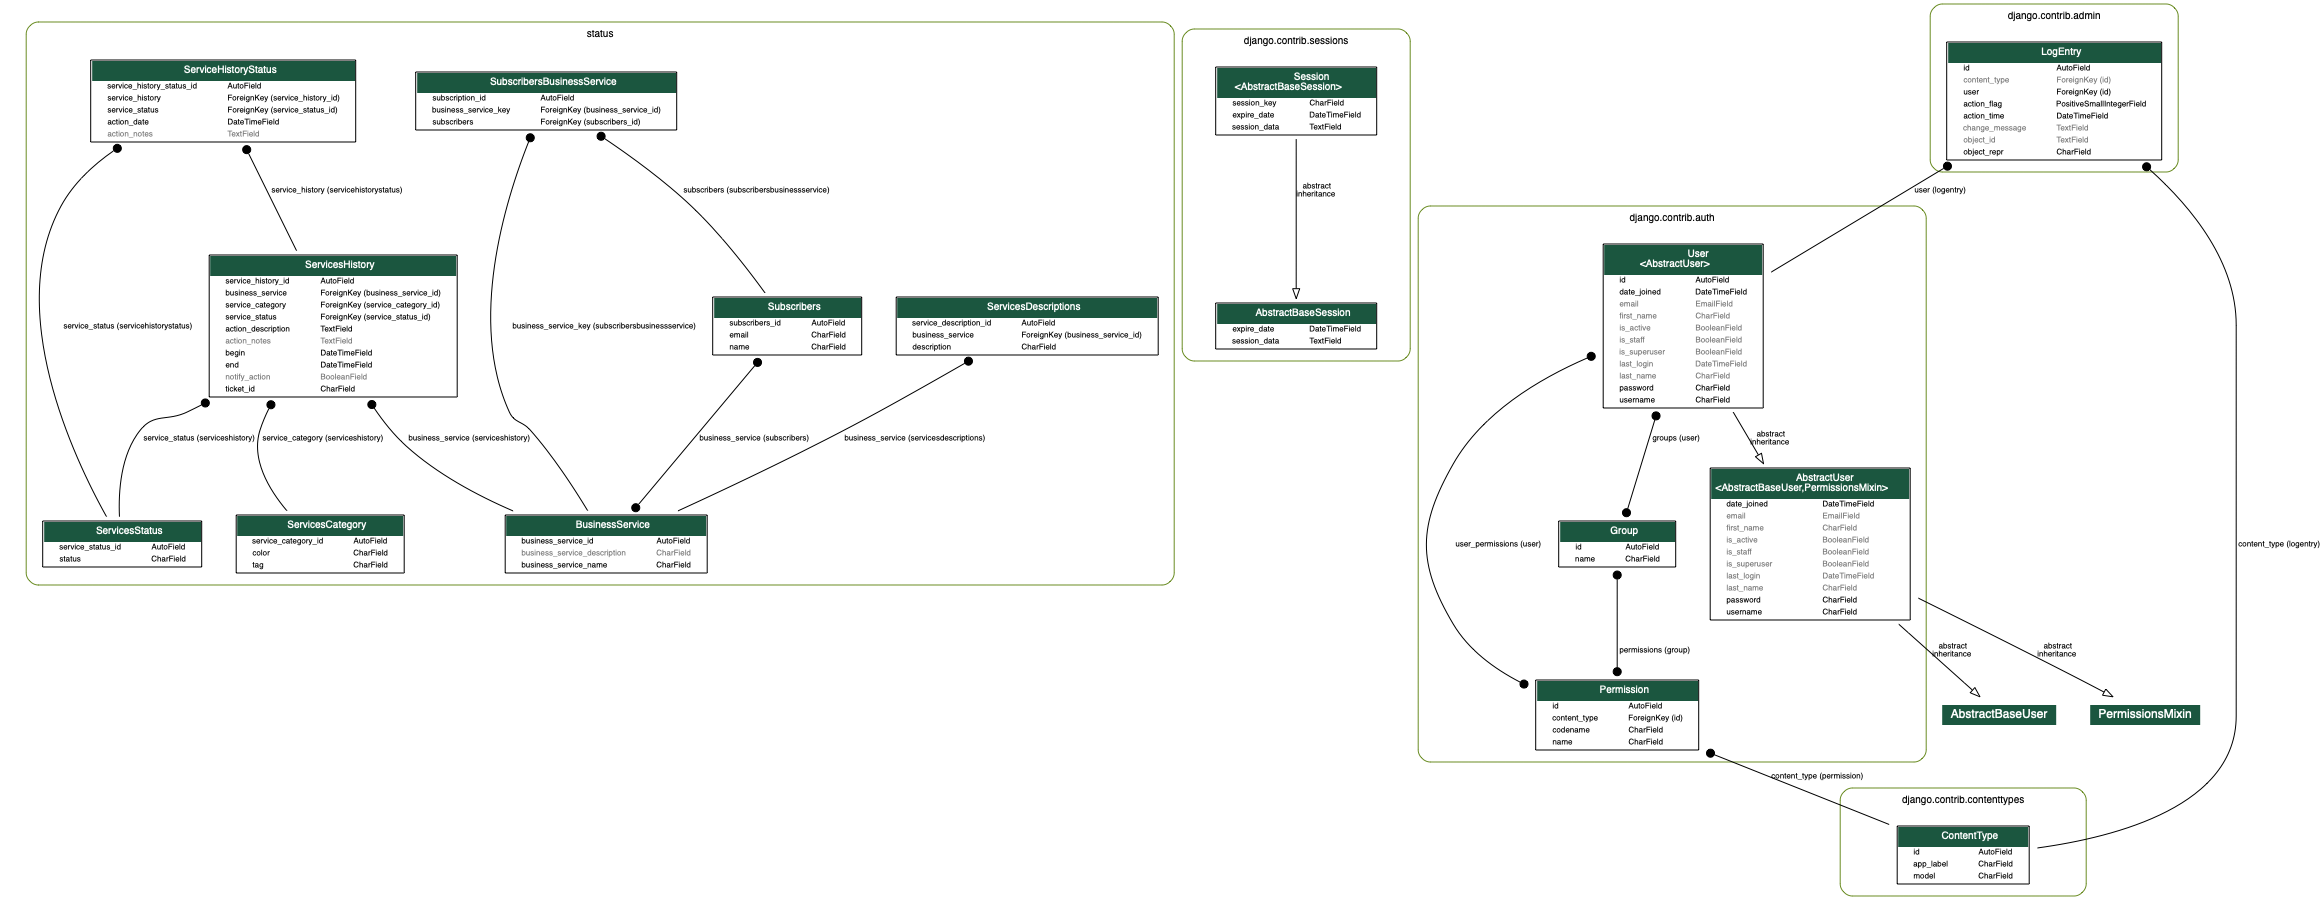 status
ServiceHistoryStatus
service_history_status_id AutoField
service_history ForeignKey (service_history_id)
service_status ForeignKey (service_status_id)
action_date DateTimeField
action_notes TextField
SubscribersBusinessService
subscription_id AutoField
business_service_key ForeignKey (business_service_id)
subscribers ForeignKey (subscribers_id)
service_history (servicehistorystatus)
subscribers (subscribersbusinessservice)
ServicesHistory
service_history_id AutoField
business_service ForeignKey (business_service_id)
service_category ForeignKey (service_category_id)
service_status ForeignKey (service_status_id)
action_description TextField
action_notes TextField
begin DateTimeField
end DateTimeField
notify_action BooleanField
ticket_id CharField
service_status (servicehistorystatus)
business_service_key (subscribersbusinessservice)
Subscribers
subscribers_id AutoField
email CharField
name CharField
ServicesDescriptions
service_description_id AutoField
business_service ForeignKey (business_service_id)
description CharField
service_status (serviceshistory)
service_category (serviceshistory)
business_service (serviceshistory)
business_service (subscribers)
business_service (servicesdescriptions)
ServicesStatus
service_status_id AutoField
status CharField
ServicesCategory
service_category_id AutoField
color CharField
tag CharField
BusinessService
business_service_id AutoField
business_service_description CharField
business_service_name CharField
django.contrib.sessions
Session
<AbstractBaseSession>
session_key CharField
expire_date DateTimeField
session_data TextField
abstract
inheritance
AbstractBaseSession
expire_date DateTimeField
session_data TextField
django.contrib.admin
LogEntry
id AutoField
content_type ForeignKey (id)
user ForeignKey (id)
action_flag PositiveSmallIntegerField
action_time DateTimeField
change_message TextField
object_id TextField
object_repr CharField
user (logentry)
django.contrib.auth
User
<AbstractUser>
id AutoField
date_joined DateTimeField
email EmailField
first_name CharField
is_active BooleanField
is_staff BooleanField
is_superuser BooleanField
last_login DateTimeField
last_name CharField
password CharField
username CharField
groups (user)
abstract
inheritance
AbstractUser
<AbstractBaseUser,PermissionsMixin>
date_joined DateTimeField
email EmailField
first_name CharField
is_active BooleanField
is_staff BooleanField
is_superuser BooleanField
last_login DateTimeField
last_name CharField
password CharField
username CharField
Group
id AutoField
name CharField
user_permissions (user)
content_type (logentry)
permissions (group)
abstract
inheritance
abstract
inheritance
Permission
id AutoField
content_type ForeignKey (id)
codename CharField
name CharField
AbstractBaseUser
PermissionsMixin
content_type (permission)
django.contrib.contenttypes
ContentType
id AutoField
app_label CharField
model CharField